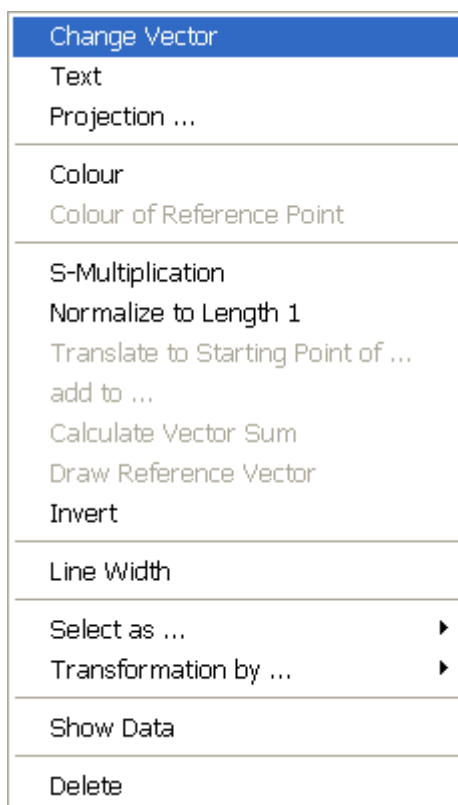 Change Vector
Text
Projection ...
Colour
Colour of Reference Point
S-Multiplication
Normalize to Length 1
Translate to Starting Point of ...
add to ...
Calculate Vector Sum
Draw Reference Vector
Invert
Line Width
Select as ...
Transformation by ...
Show Data
Delete